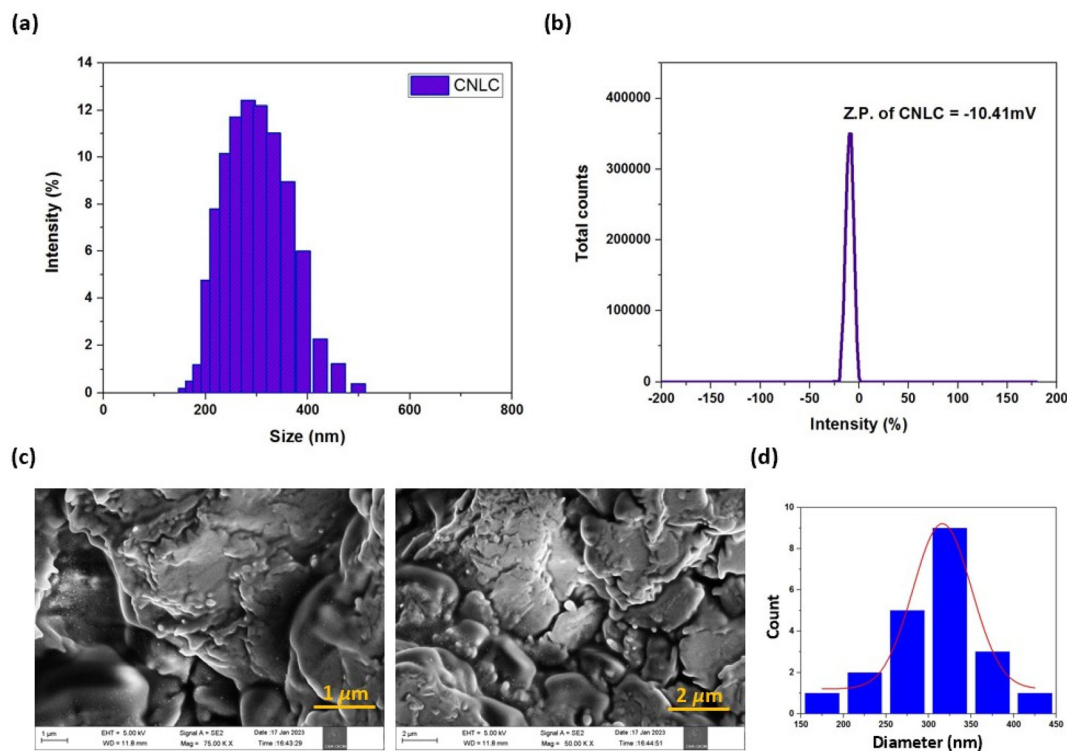 (a)
14
12
10
8
6
4
2
0
Intensity (%)
CNLC
0 200 400 600 800
Size (nm)
(b)
400000
300000
200000
100000
0
Total counts
Z.P. of CNLC = -10.41mV
-200 -150 -100 -50 0 50 100 150 200
Intensity (%)
(c)
1 µm
1 µm
EHT = 5.00 kV
Signal A = SE2
Date :17 Jan 2023
WD = 11.8 mm
Mag = 75.00 K X
Time :16:43:29
2 µm
2 µm
EHT = 5.00 kV
Signal A = SE2
Date :17 Jan 2023
WD = 11.8 mm
Mag = 50.00 K X
Time :16:44:51
(d)
10
8
6
4
2
0
Count
150 200 250 300 350 400 450
Diameter (nm)